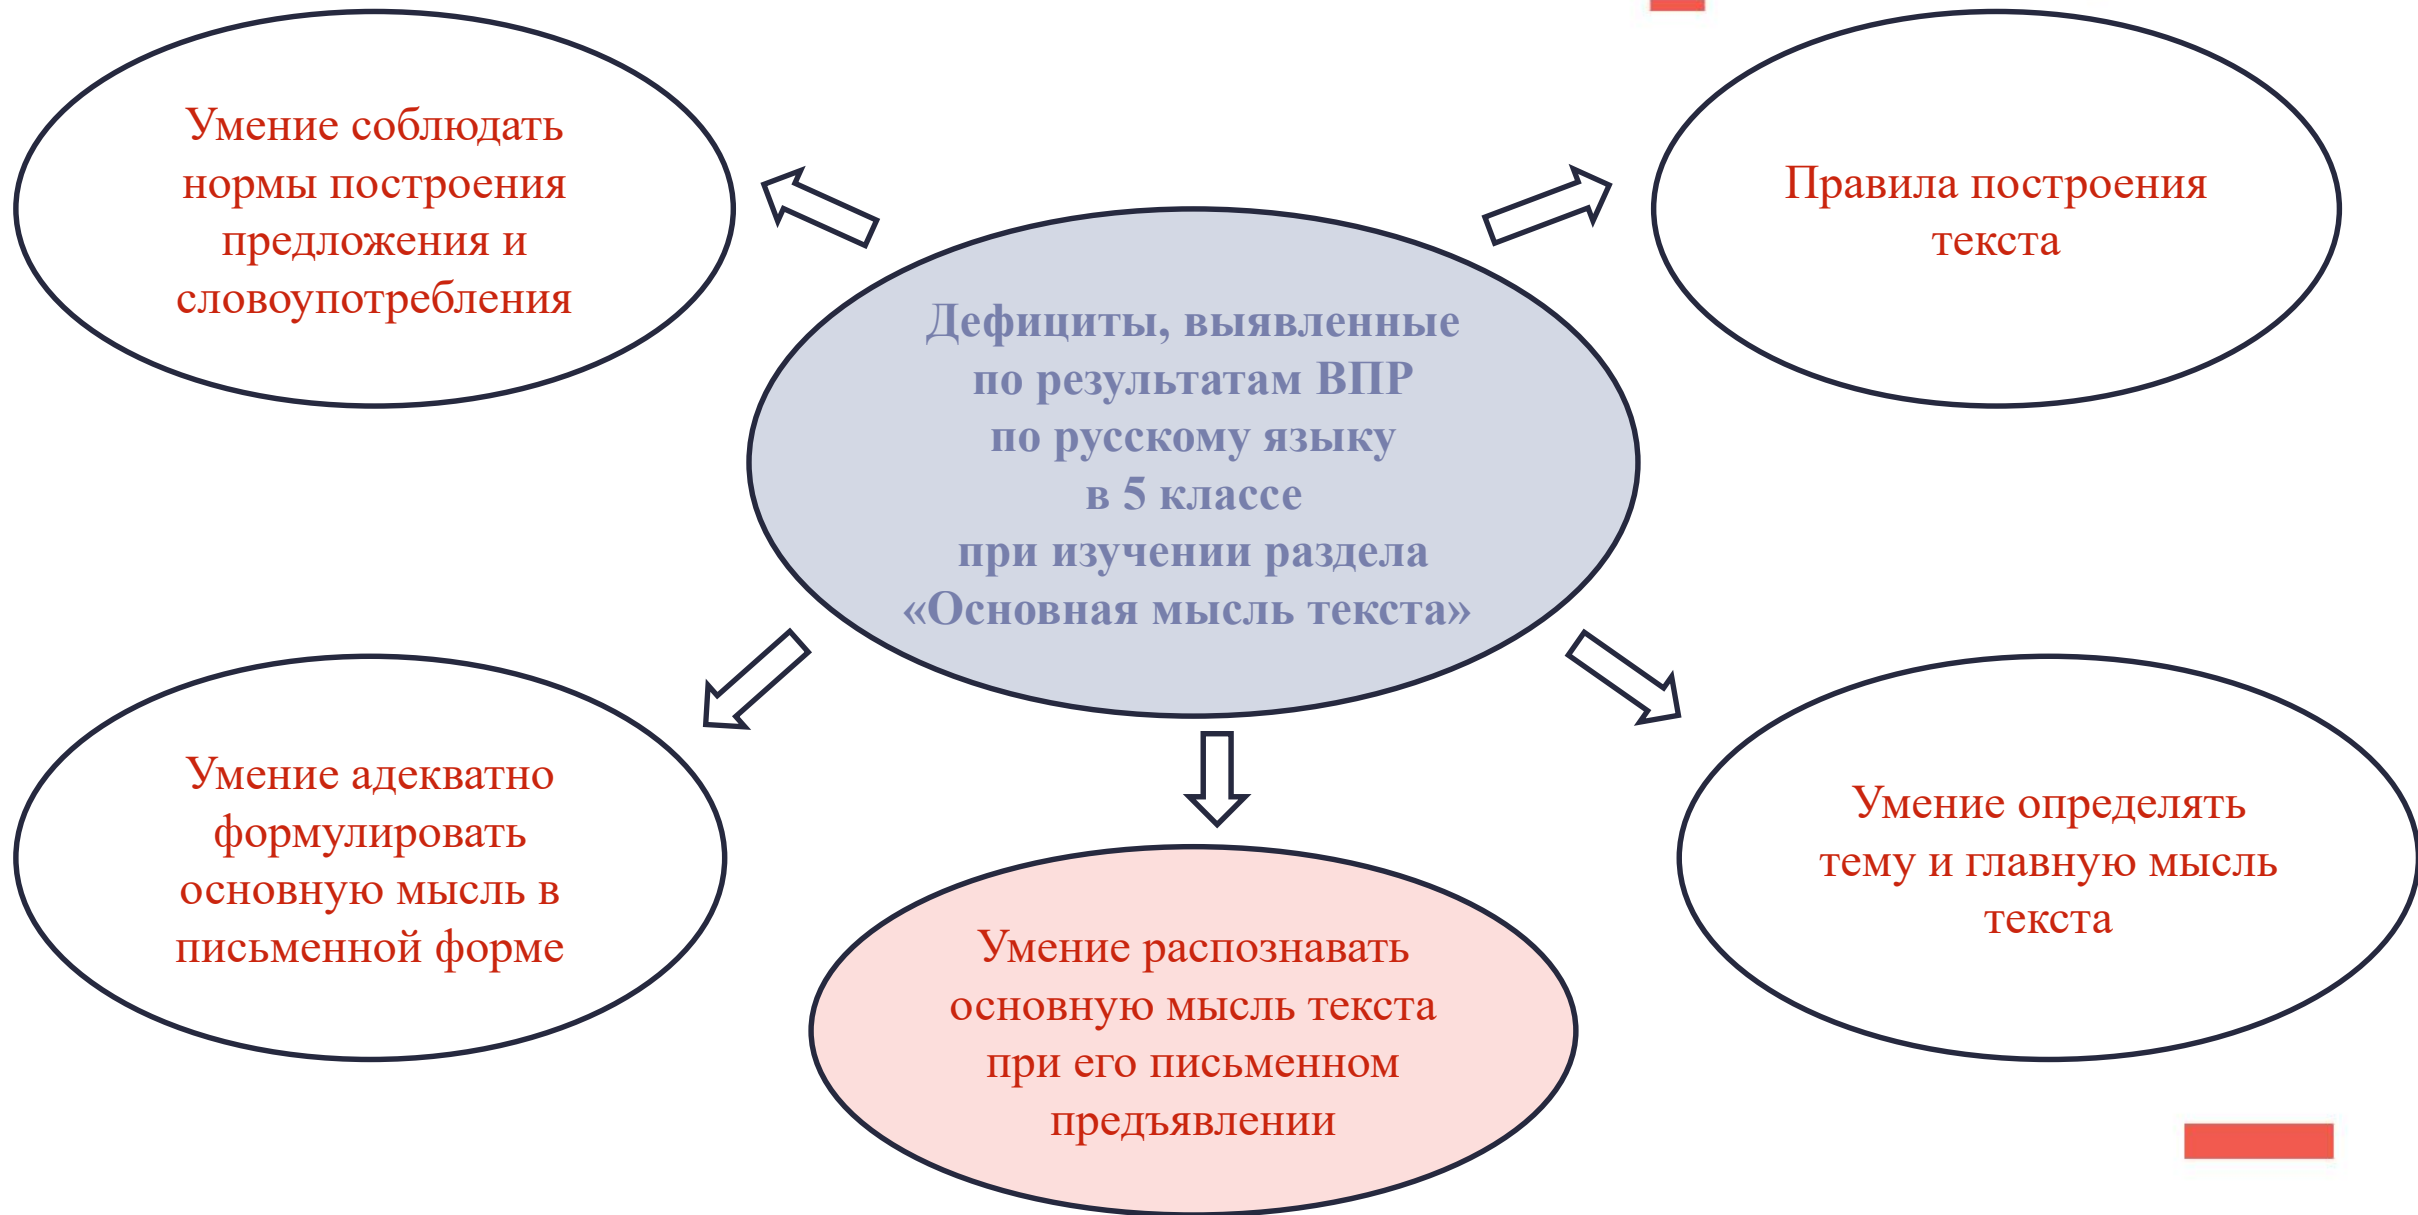 Умение соблюдать
нормы построения
предложения и
словоупотребления
Правила построения
текста
Дефициты, выявленные
по результатам ВПР
по русскому языку
в 5 классе
при изучении раздела
«Основная мысль текста»
Умение адекватно
формулировать
основную мысль в
письменной форме
Умение распознавать
основную мысль текста
при его письменном
предъявлении
Умение определять
тему и главную мысль
текста